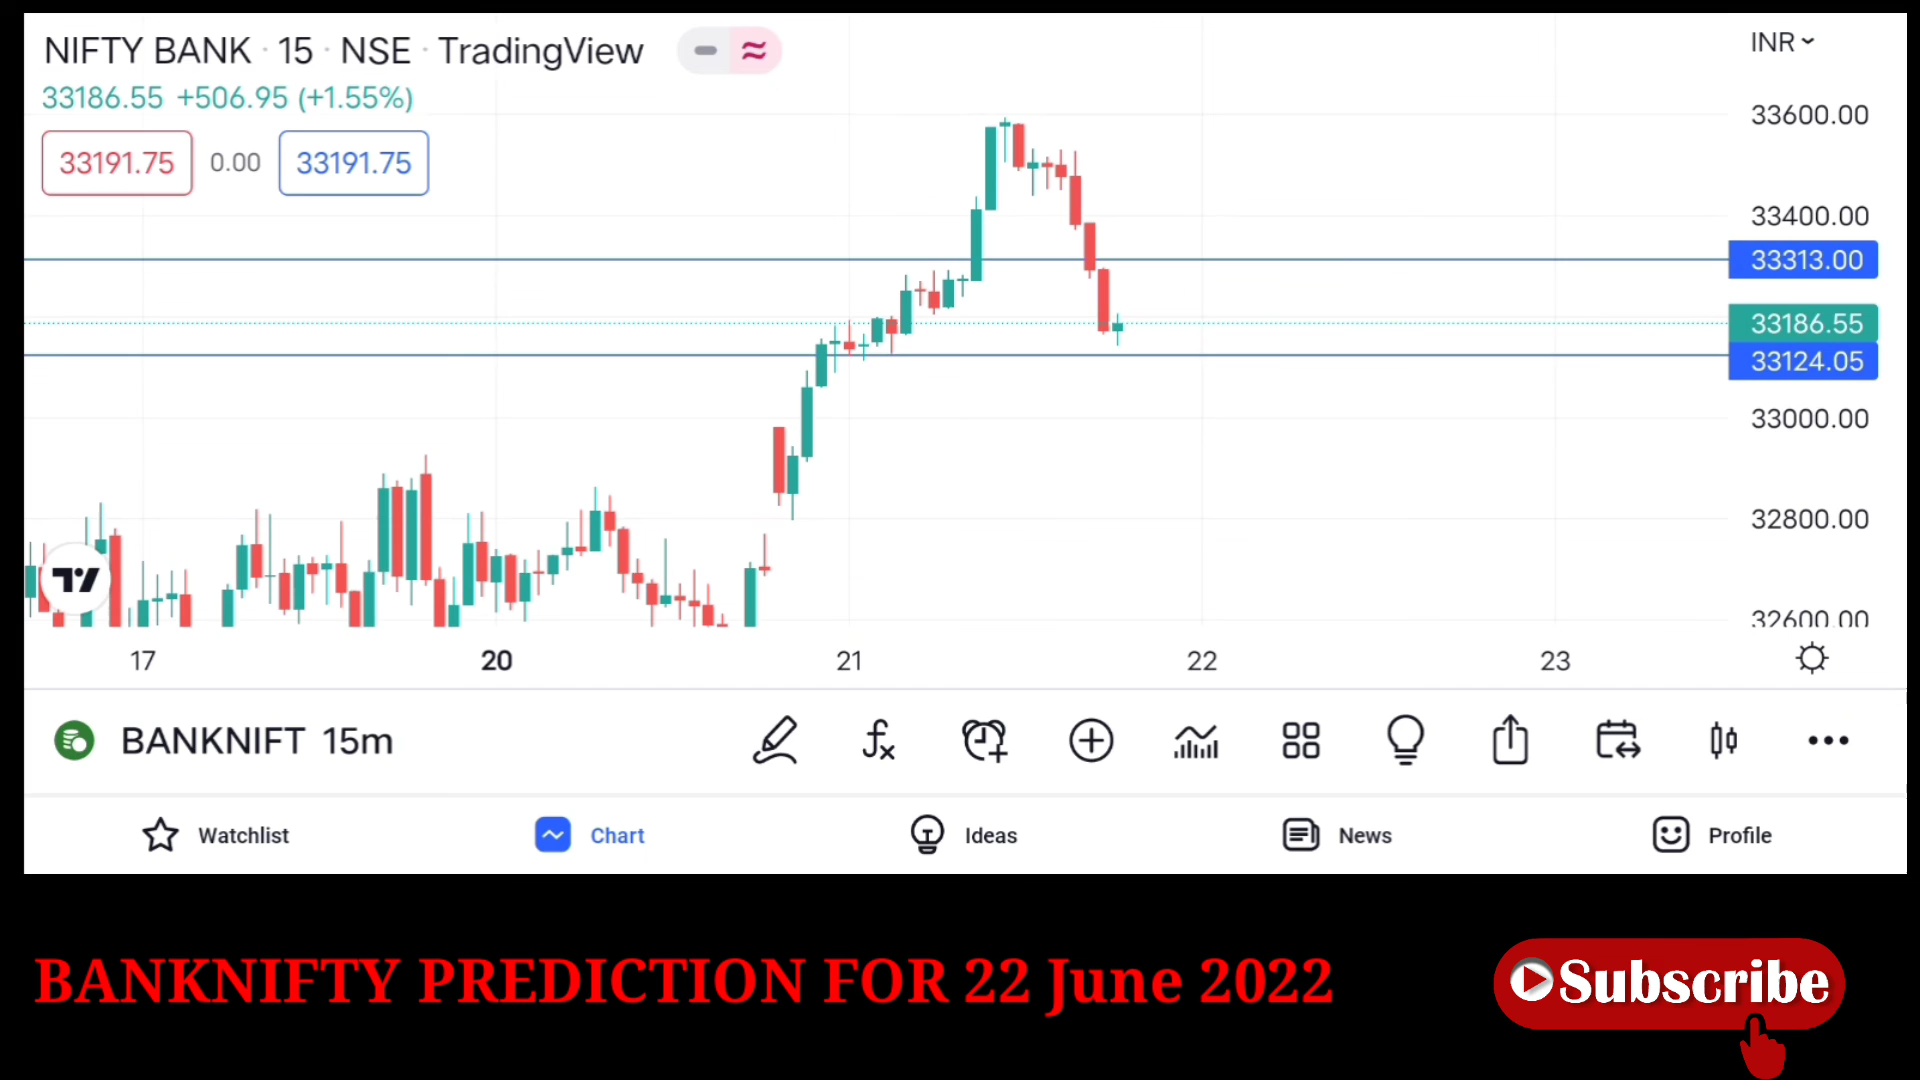 NIFTY BANK · 15 · NSE · TradingView
33186.55 +506.95 (+1.55%)
33191.75 0.00 33191.75
INR
33600.00
33400.00
33313.00
33186.55
33124.05
33000.00
32800.00
32600.00
17 20 21 22 23
BANKNIFT 15m
Watchlist Chart Ideas News Profile
BANKNIFTY PREDICTION FOR 22 June 2022
Subscribe